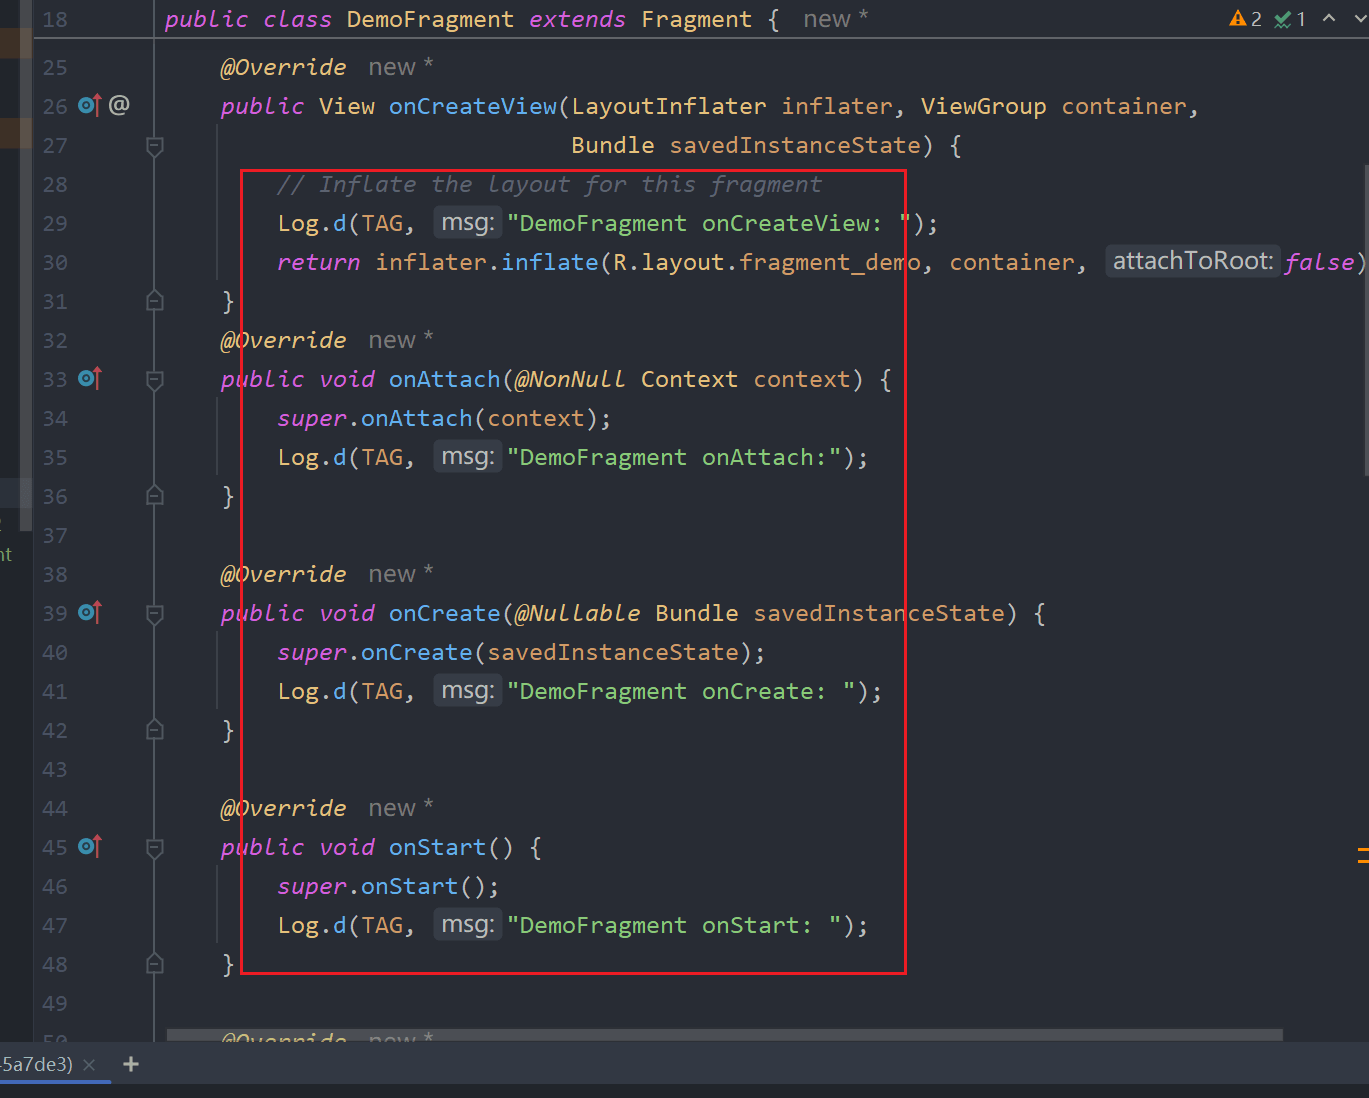 18 public class DemoFragment extends Fragment { new * 2 1
25 @Override new *
26 @ public View onCreateView(LayoutInflater inflater, ViewGroup container,
27 Bundle savedInstanceState) {
28 // Inflate the layout for this fragment
29 Log.d(TAG, msg: "DemoFragment onCreateView: ");
30 return inflater.inflate(R.layout.fragment_demo, container, attachToRoot: false)
31 }
32 @Override new *
33 public void onAttach(@NonNull Context context) {
34 super.onAttach(context);
35 Log.d(TAG, msg: "DemoFragment onAttach:");
36 }
37
nt
38 @Override new *
39 public void onCreate(@Nullable Bundle savedInstanceState) {
40 super.onCreate(savedInstanceState);
41 Log.d(TAG, msg: "DemoFragment onCreate: ");
42 }
43
44 @Override new *
45 public void onStart() {
46 super.onStart();
47 Log.d(TAG, msg: "DemoFragment onStart: ");
48 }
49
50 @Override new *
-5a7de3) × +